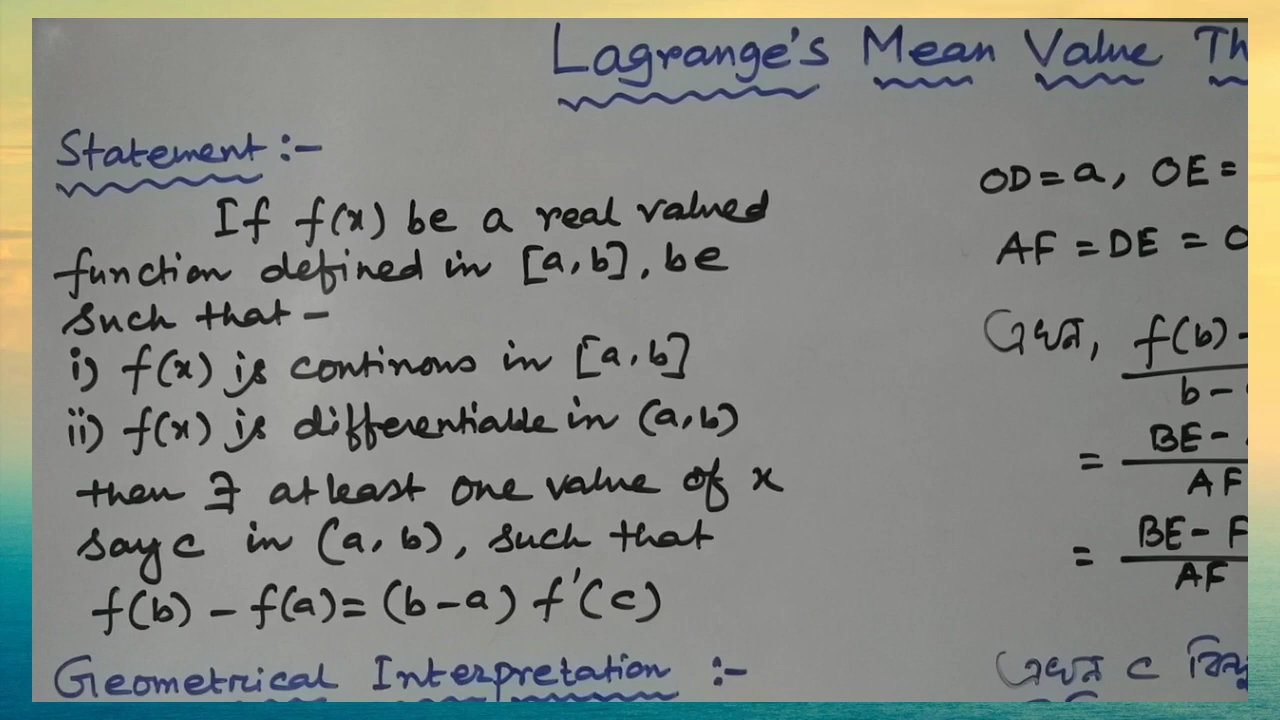 Lagrange's Mean Value Th
Statement :-
If f(x) be a real valued
function defined in [a,b], be
such that -
i) f(x) is continous in [a,b]
ii) f(x) is differentiable in (a,b)
then ∃ atleast one value of x
say c in (a,b), such that
f(b) - f(a) = (b-a) f'(c)
Geometrical Interpretation :-
OD = a, OE =
AF = DE = O
এখন, f(b) -
b -
= BE -
AF
= BE - F
AF
এখন c